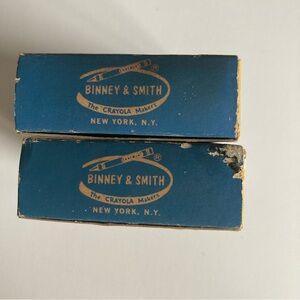 ®
BINNEY & SMITH
The CRAYOLA Makers
NEW YORK, N.Y.
®
BINNEY & SMITH
The CRAYOLA Makers
NEW YORK, N.Y.